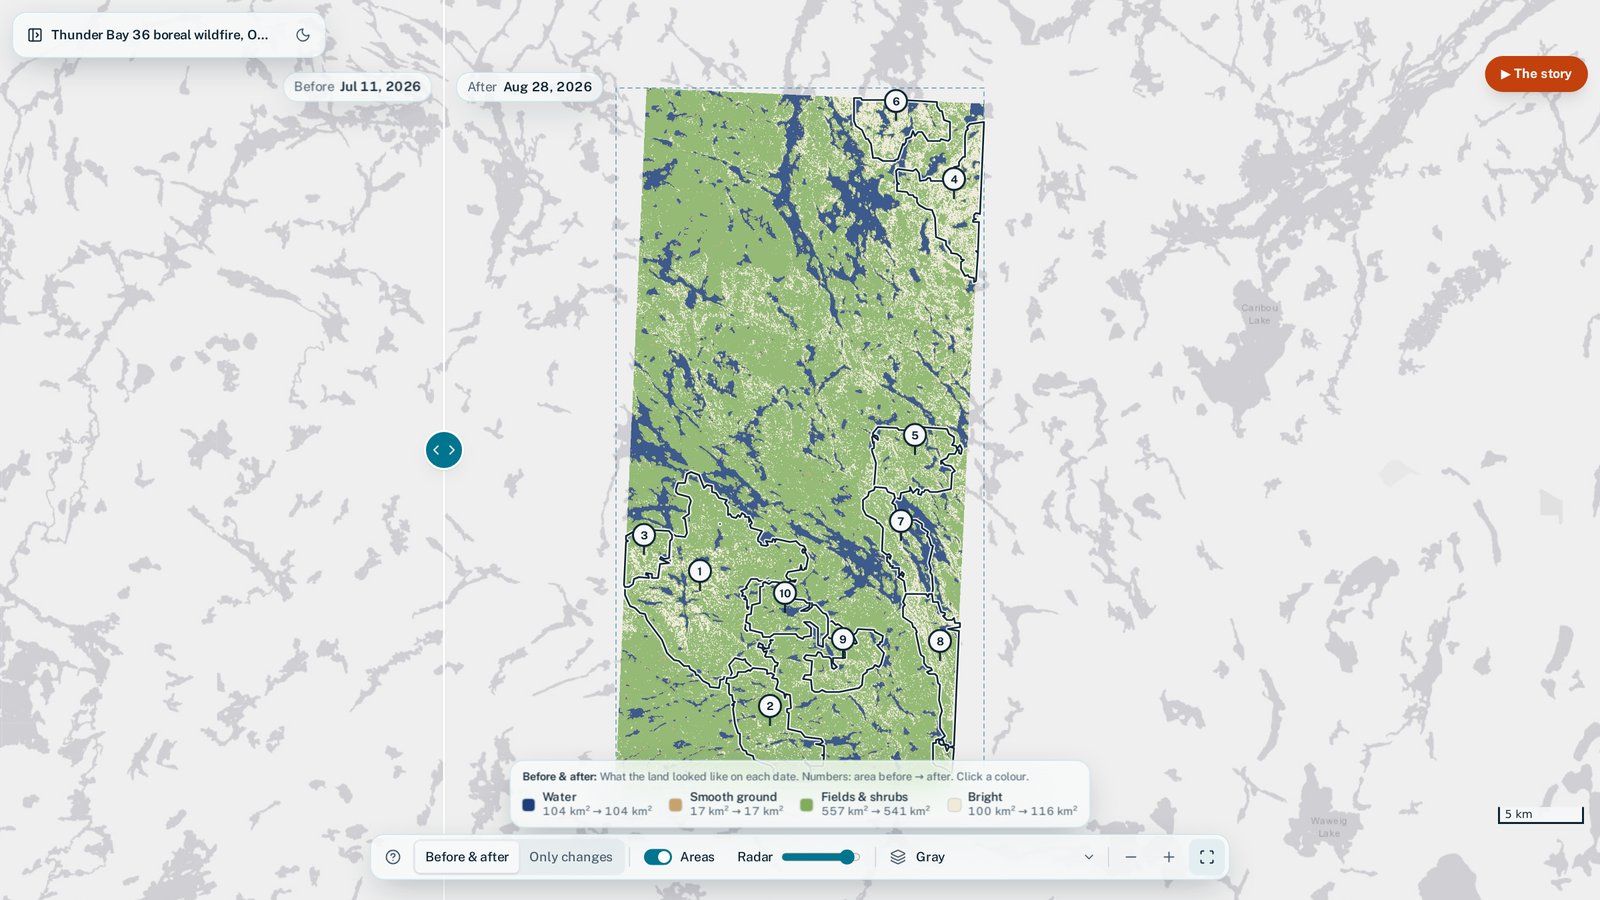 Thunder Bay 36 boreal wildfire, O...
Before Jul 11, 2026
After Aug 28, 2026
▶ The story
6
4
Caribou
Lake
5
7
3
1
10
9
8
2
Before & after: What the land looked like on each date. Numbers: area before → after. Click a colour.
Water
104 km² → 104 km²
Smooth ground
17 km² → 17 km²
Fields & shrubs
557 km² → 541 km²
Bright
100 km² → 116 km²
5 km
Waweig
Lake
Before & after
Only changes
Areas
Radar
Gray